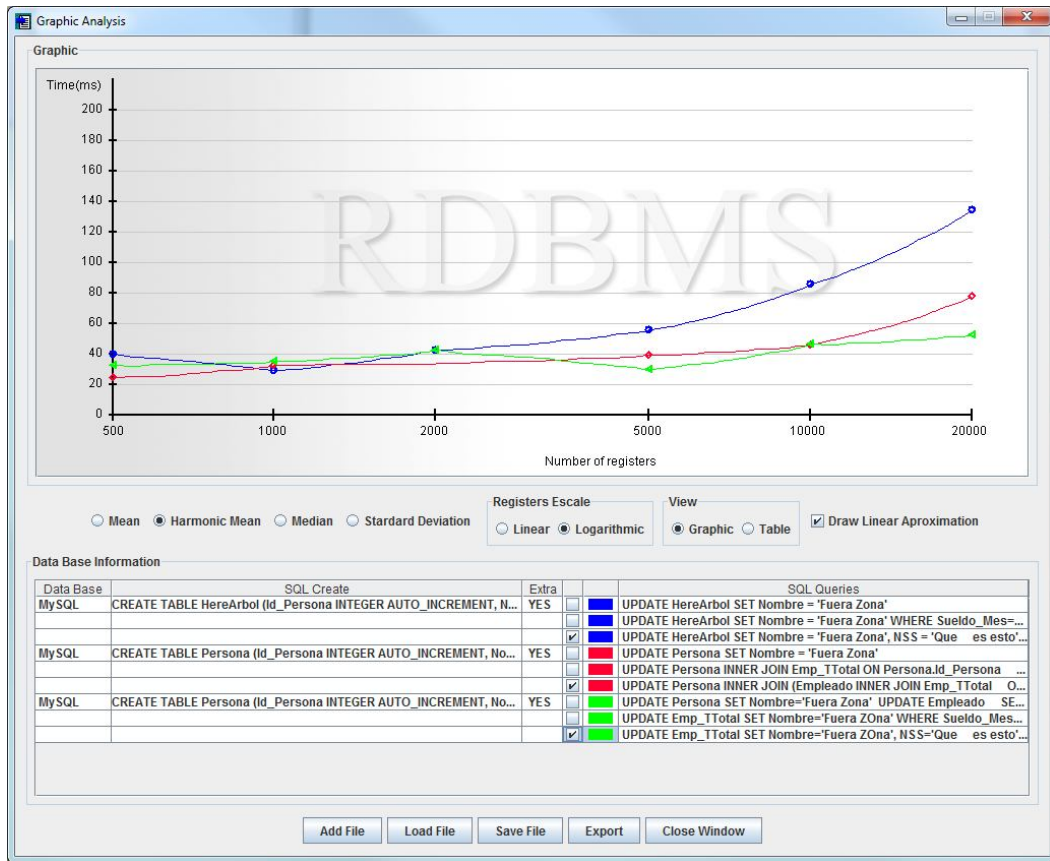 Graphic Analysis
Graphic
Time(ms)
200
180
160
140
120
100
80
60
40
20
0
RDBMS
500 1000 2000 5000 10000 20000
Number of registers
Mean Harmonic Mean Median Stardard Deviation
Registers Escale
Linear Logarithmic
View
Graphic Table
Draw Linear Aproximation
Data Base Information
Data Base SQL Create Extra SQL Queries
MySQL CREATE TABLE HereArbol (Id_Persona INTEGER AUTO_INCREMENT, N... YES UPDATE HereArbol SET Nombre = 'Fuera Zona'
UPDATE HereArbol SET Nombre = 'Fuera Zona' WHERE Sueldo_Mes=...
UPDATE HereArbol SET Nombre = 'Fuera Zona', NSS = 'Que es esto'...
MySQL CREATE TABLE Persona (Id_Persona INTEGER AUTO_INCREMENT, No... YES UPDATE Persona SET Nombre = 'Fuera Zona'
UPDATE Persona INNER JOIN Emp_TTotal ON Persona.Id_Persona ...
UPDATE Persona INNER JOIN (Empleado INNER JOIN Emp_TTotal O...
MySQL CREATE TABLE Persona (Id_Persona INTEGER AUTO_INCREMENT, No... YES UPDATE Persona SET Nombre='Fuera Zona' UPDATE Empleado SE...
UPDATE Emp_TTotal SET Nombre='Fuera ZOna' WHERE Sueldo_Mes...
UPDATE Emp_TTotal SET Nombre='Fuera ZOna', NSS='Que es esto'...
Add File Load File Save File Export Close Window